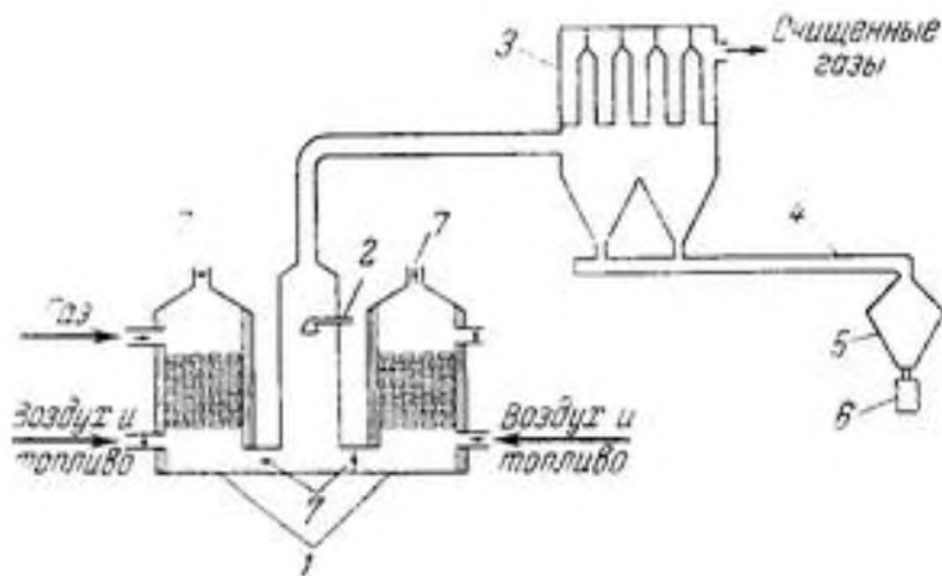 3
Очищенные
газы
4
7
2
Газ
5
Воздух и
топливо
6
Воздух и
топливо
7
1